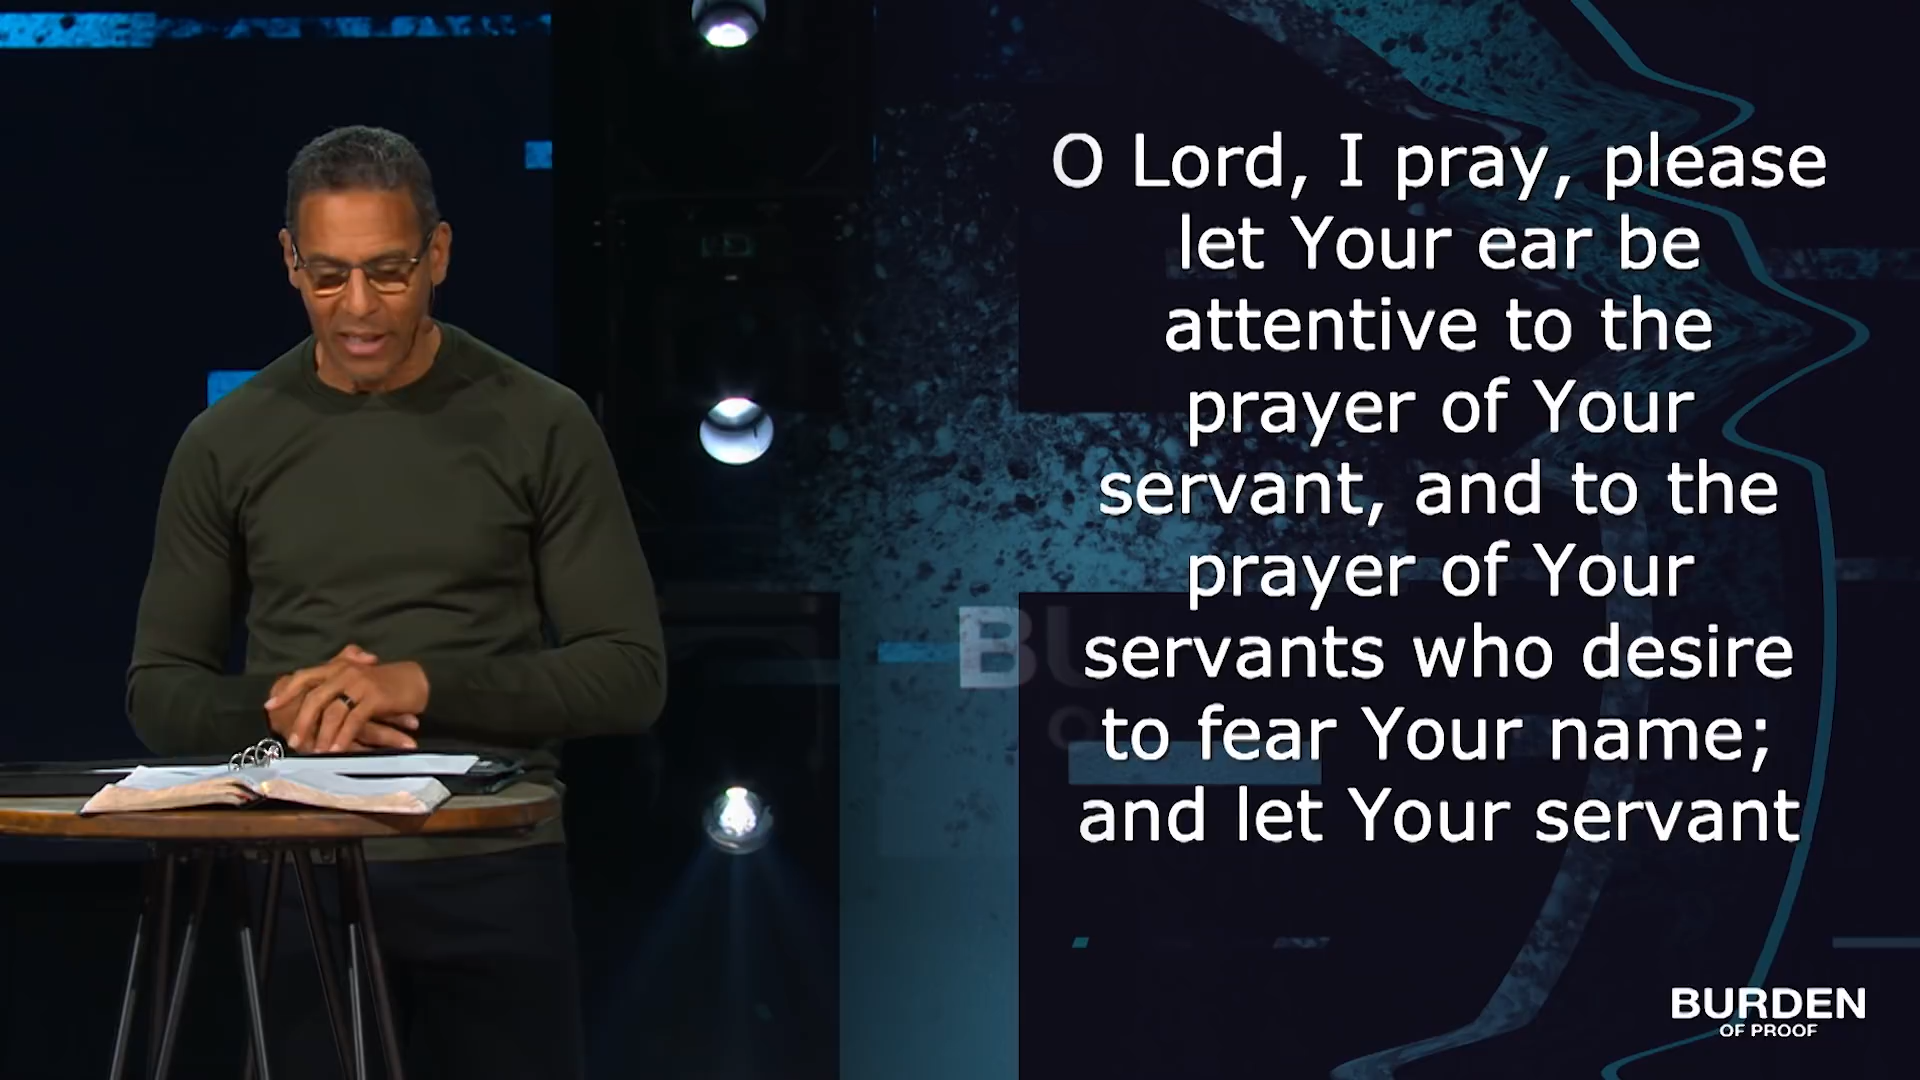 O Lord, I pray, please
let Your ear be
attentive to the
prayer of Your
servant, and to the
prayer of Your
servants who desire
to fear Your name;
and let Your servant
BU
BURDEN
OF PROOF